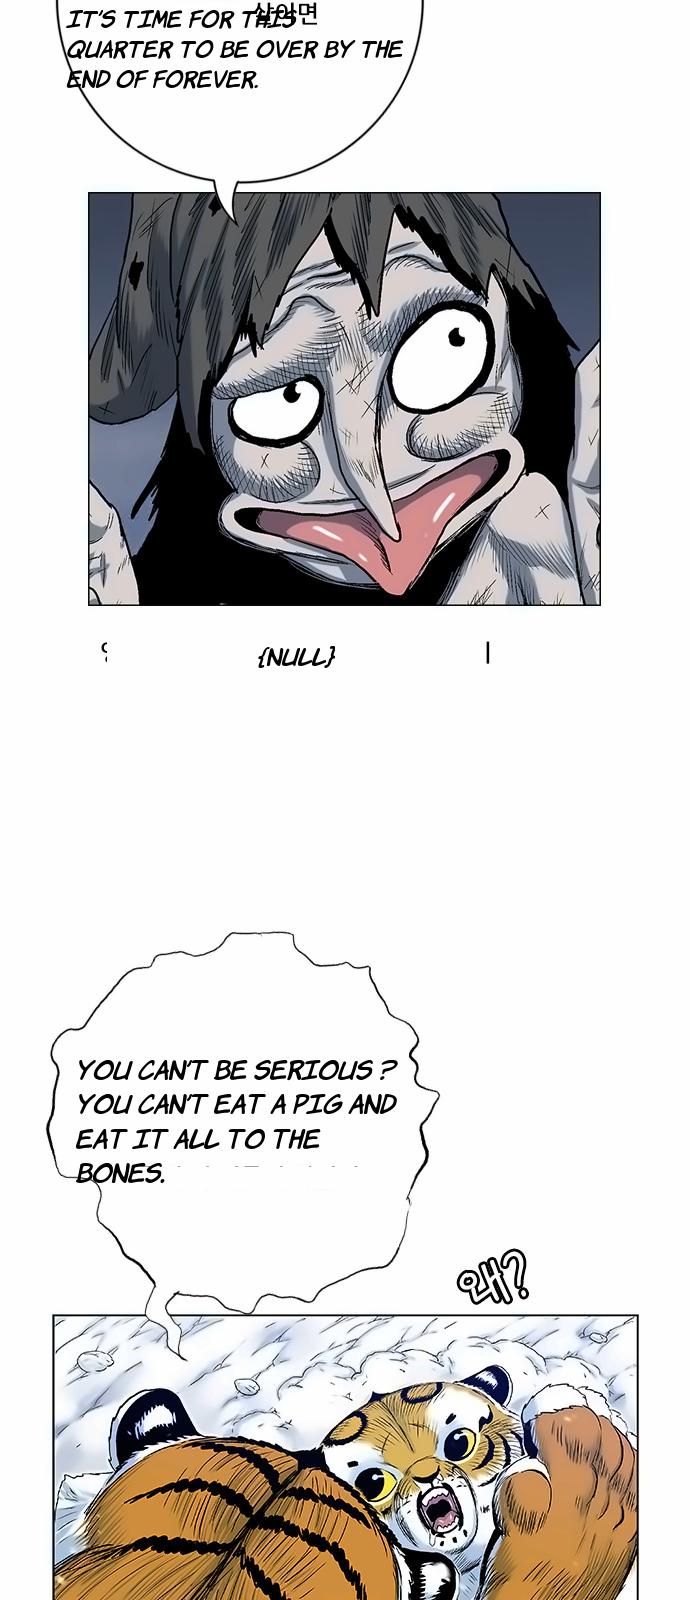 IT'S TIME FOR THIS
QUARTER TO BE OVER BY THE
END OF FOREVER.
{NULL}
YOU CAN'T BE SERIOUS ?
YOU CAN'T EAT A PIG AND
EAT IT ALL TO THE
BONES.
왜?